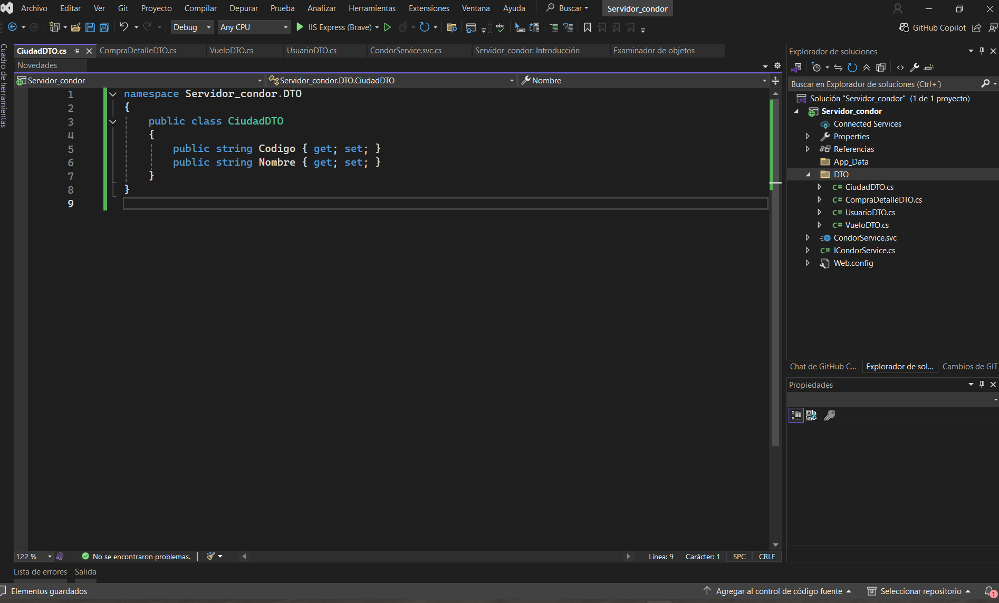 Archivo Editar Ver Git Proyecto Compilar Depurar Prueba Analizar Herramientas Extensiones Ventana Ayuda Buscar Servidor_condor
Debug Any CPU IIS Express (Brave) abc GitHub Copilot
Cuadro de herramientas
CiudadDTO.cs CompraDetalleDTO.cs VueloDTO.cs UsuarioDTO.cs CondorService.svc.cs Servidor_condor: Introducción Examinador de objetos
Novedades
Servidor_condor Servidor_condor.DTO.CiudadDTO Nombre
1 namespace Servidor_condor.DTO
2 {
3 public class CiudadDTO
4 {
5 public string Codigo { get; set; }
6 public string Nombre { get; set; }
7 }
8 }
9
122 % No se encontraron problemas. Línea: 9 Carácter: 1 SPC CRLF
Lista de errores Salida
Explorador de soluciones
Buscar en Explorador de soluciones (Ctrl+´)
Solución "Servidor_condor" (1 de 1 proyecto)
Servidor_condor
Connected Services
Properties
Referencias
App_Data
DTO
C# CiudadDTO.cs
C# CompraDetalleDTO.cs
C# UsuarioDTO.cs
C# VueloDTO.cs
CondorService.svc
C# ICondorService.cs
Web.config
Chat de GitHub C... Explorador de sol... Cambios de GIT
Propiedades
Elementos guardados Agregar al control de código fuente Seleccionar repositorio 1